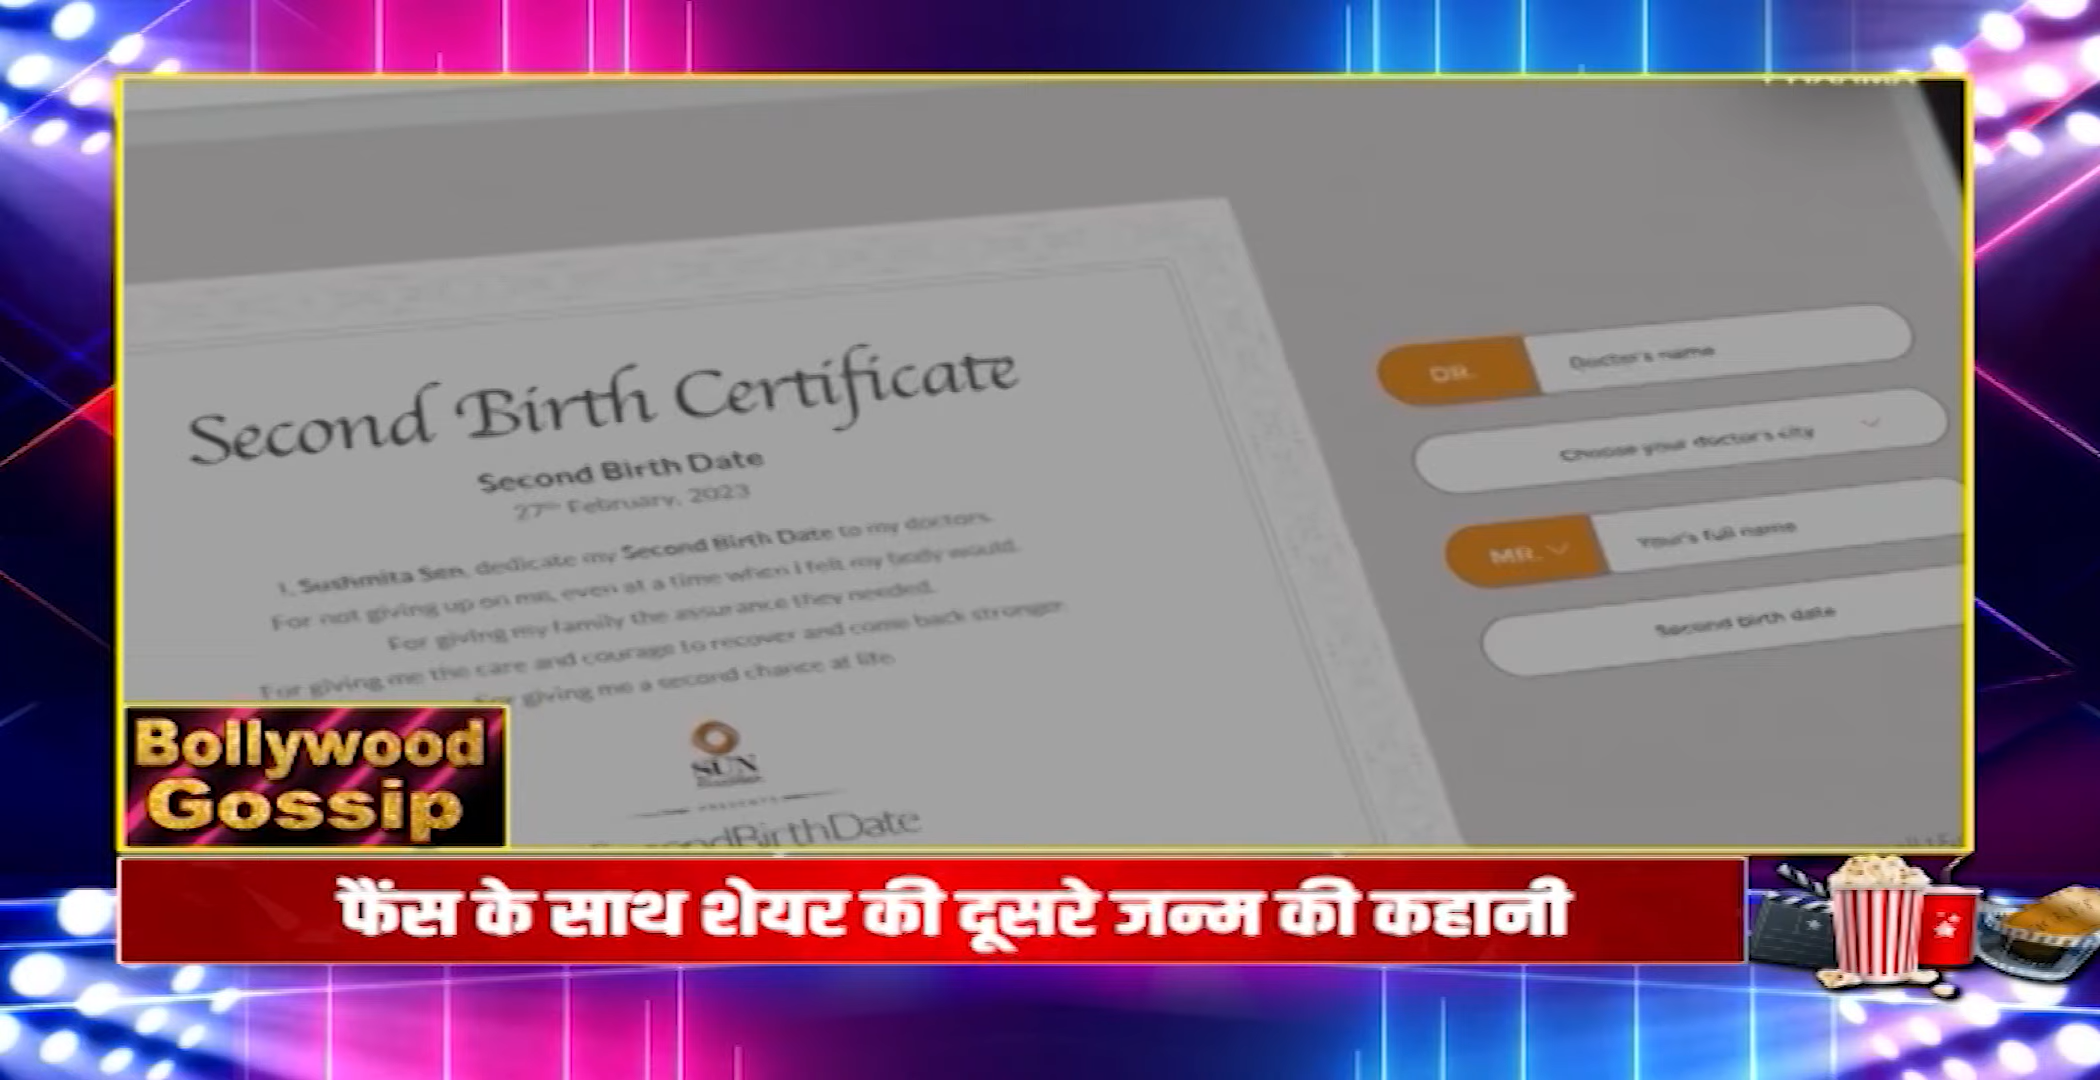 Second Birth Certificate
Second Birth Date
27th February, 2023
I, Sushmita Sen, dedicate my Second Birth Date to my doctors.
For not giving up on me, even at a time when I felt my body would.
For giving my family the assurance they needed.
For giving me the care and courage to recover and come back stronger.
For giving me a second chance at life.
SUN
PRESENTS
SecondBirthDate
DR.
Doctor's name
Choose your doctor's city
MR.
Your's full name
Second birth date
Bollywood
Gossip
फैंस के साथ शेयर की दूसरे जन्म की कहानी